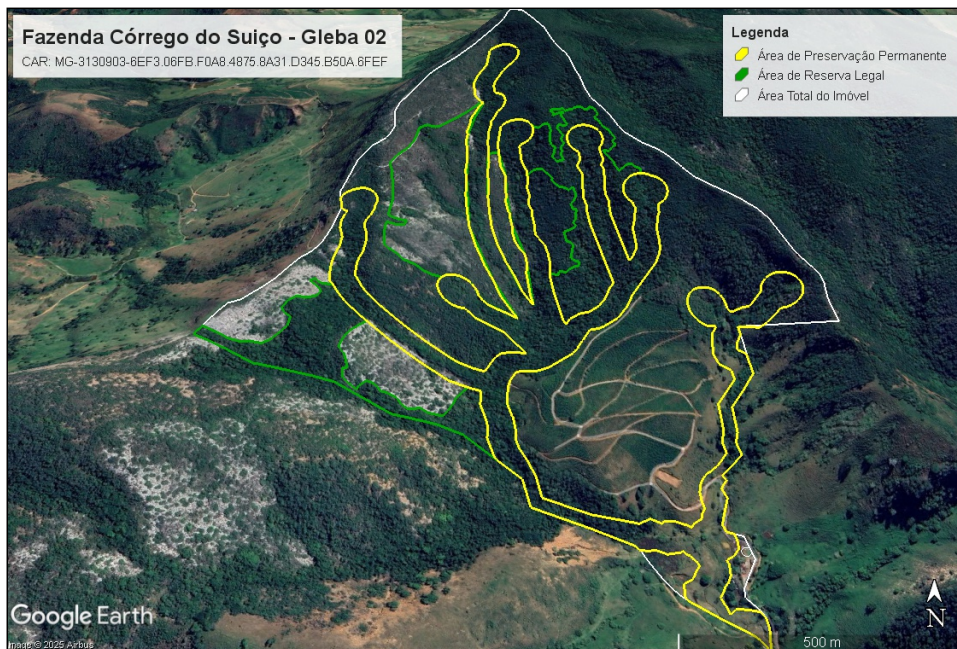 Fazenda Córrego do Suiço - Gleba 02
CAR: MG-3130903-6EF3.06FB.F0A8.4875.8A31.D345.B50A.6FEF
Legenda
Área de Preservação Permanente
Área de Reserva Legal
Área Total do Imóvel
Google Earth
Image © 2025 Airbus
N
500 m